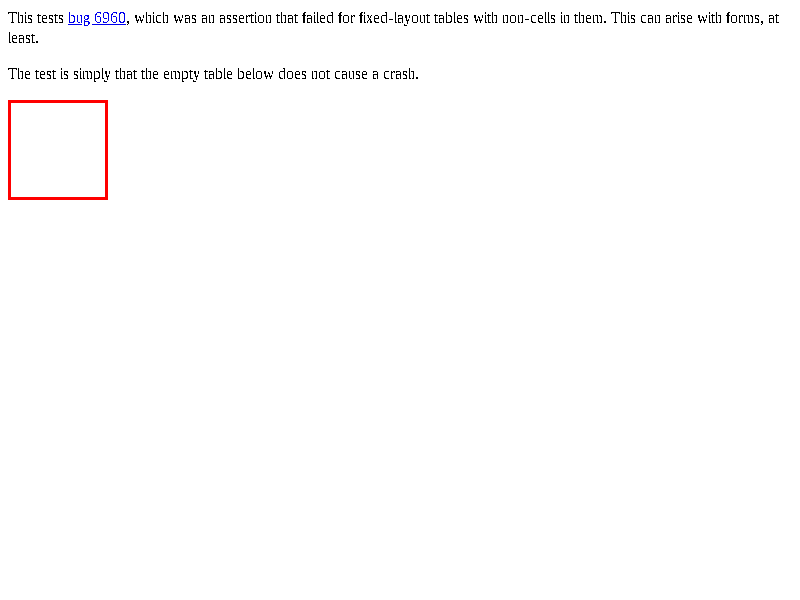 This tests bug 6960, which was an assertion that failed for fixed-layout tables with non-cells in them. This can arise with forms, at
least.
The test is simply that the empty table below does not cause a crash.